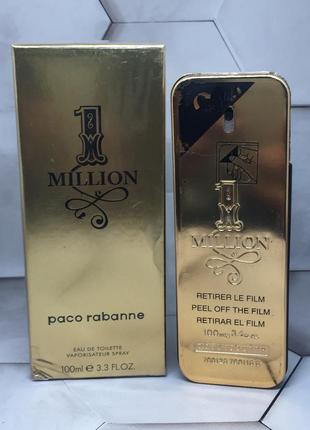 1
MILLION
paco rabanne
EAU DE TOILETTE
VAPORISATEUR SPRAY
100ml e 3.3 FL.OZ.
1
MILLION
RETIRER LE FILM
PEEL OFF THE FILM
RETIRAR EL FILM